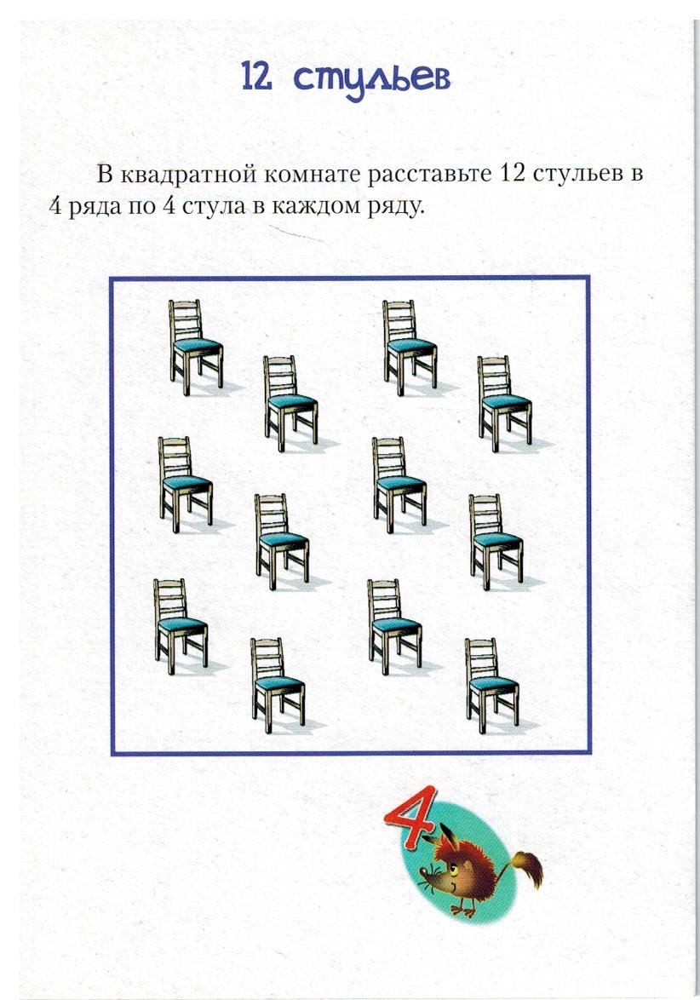 12 стульев
В квадратной комнате расставьте 12 стульев в
4 ряда по 4 стула в каждом ряду.
4